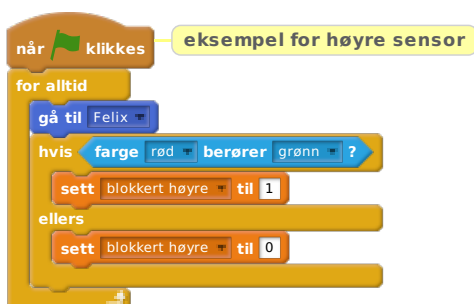 når klikkes
eksempel for høyre sensor
for alltid
gå til Felix
hvis farge rød berører grønn ?
sett blokkert høyre til 1
ellers
sett blokkert høyre til 0